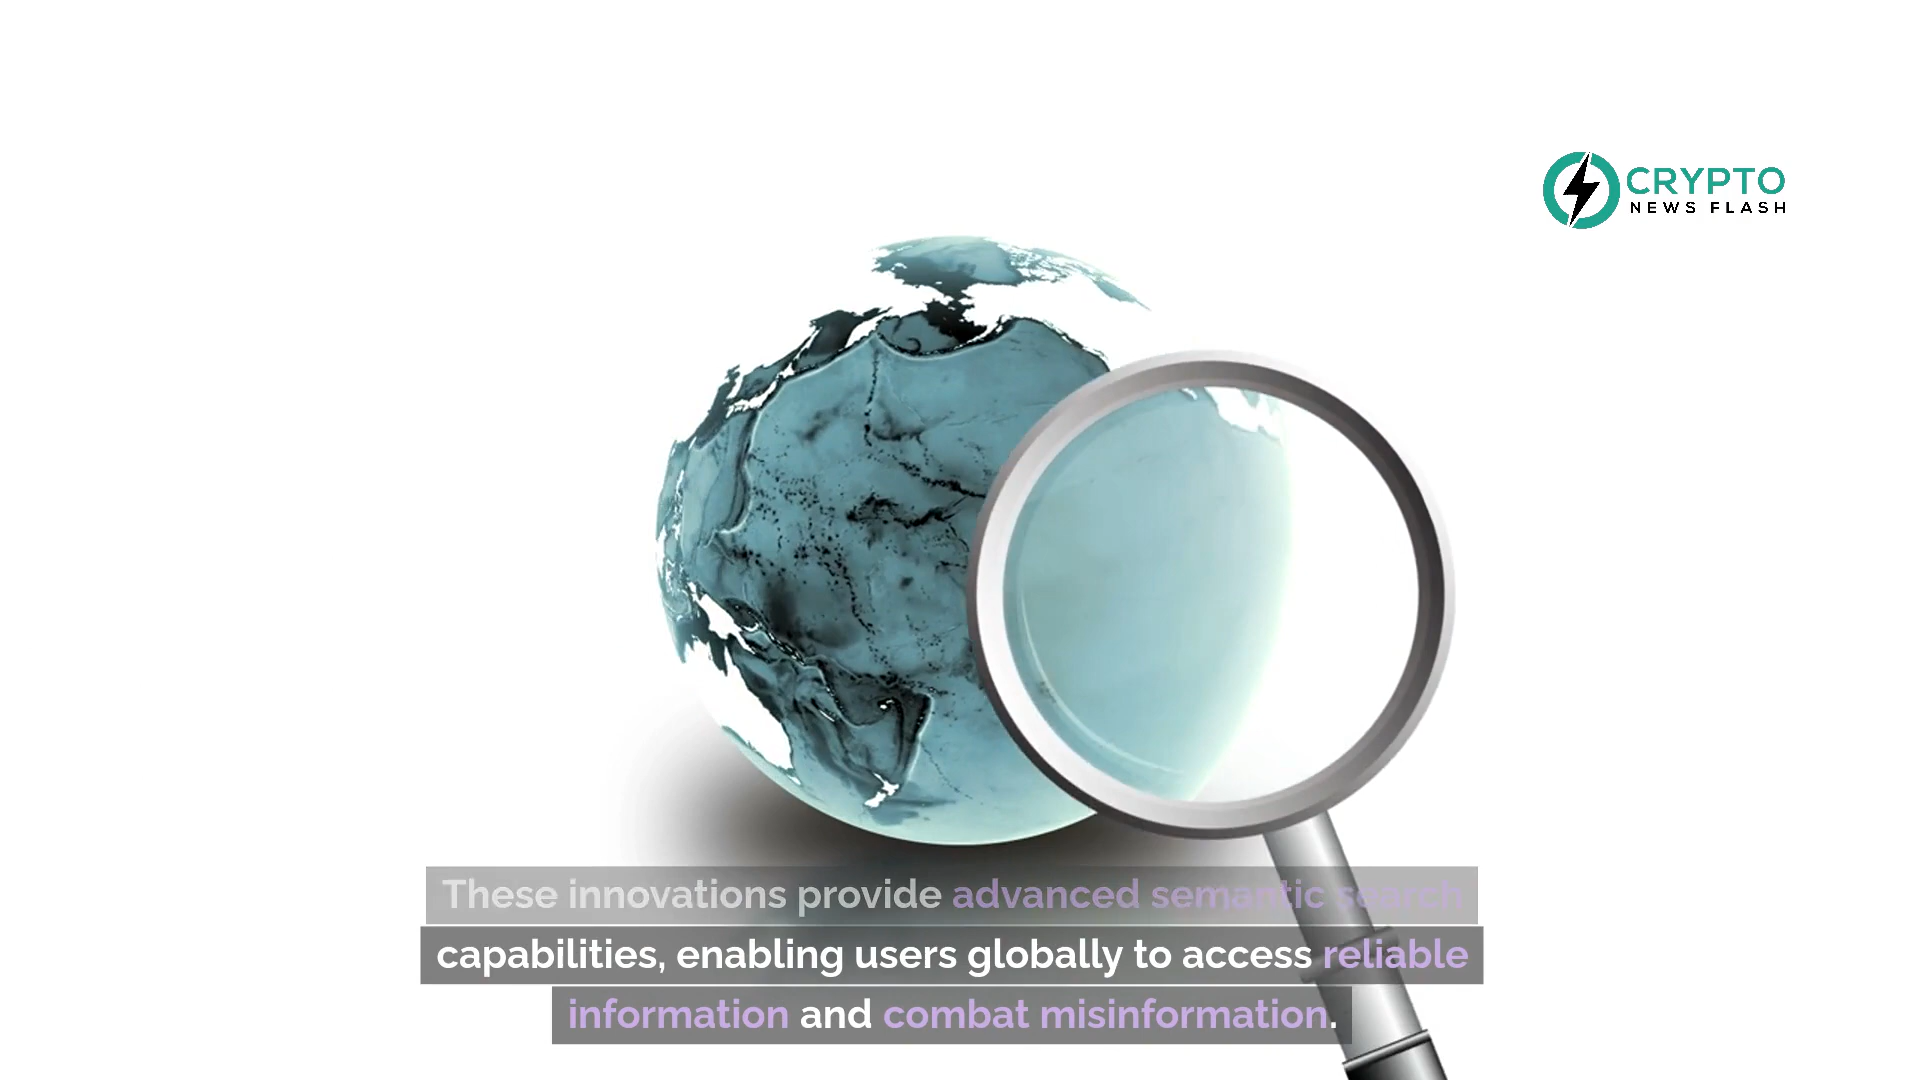 CRYPTO
NEWS FLASH
These innovations provide advanced semantic search
capabilities, enabling users globally to access reliable
information and combat misinformation.